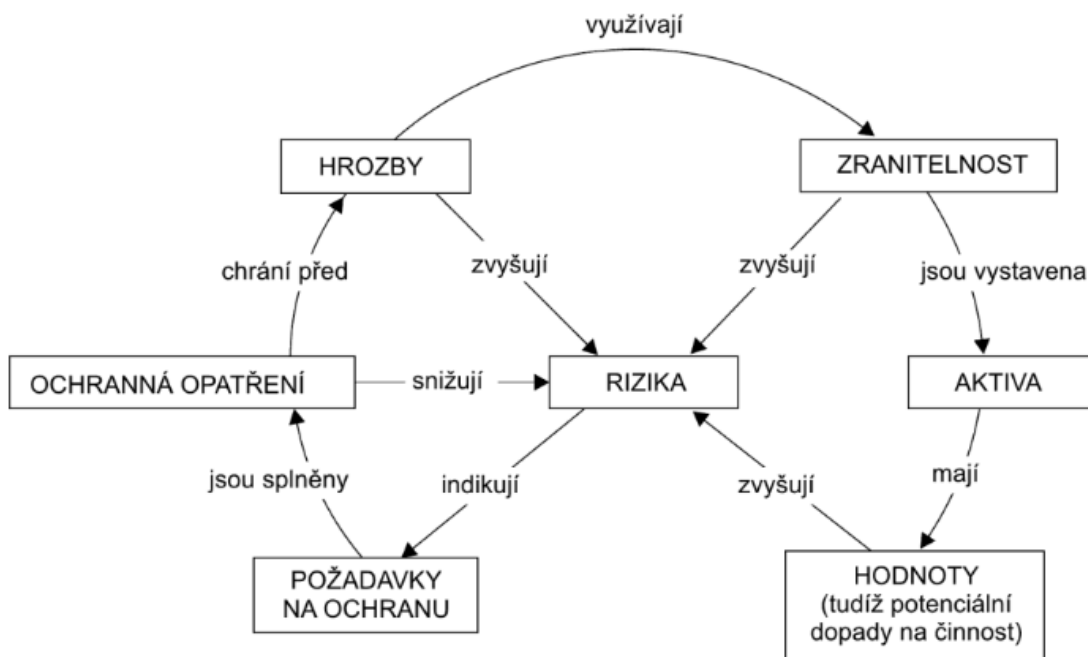 využívají
HROZBY
ZRANITELNOST
chrání před
zvyšují
zvyšují
jsou vystavena
OCHRANNÁ OPATŘENÍ
snižují
RIZIKA
AKTIVA
jsou splněny
indikují
zvyšují
mají
POŽADAVKY
NA OCHRANU
HODNOTY
(tudíž potenciální
dopady na činnost)